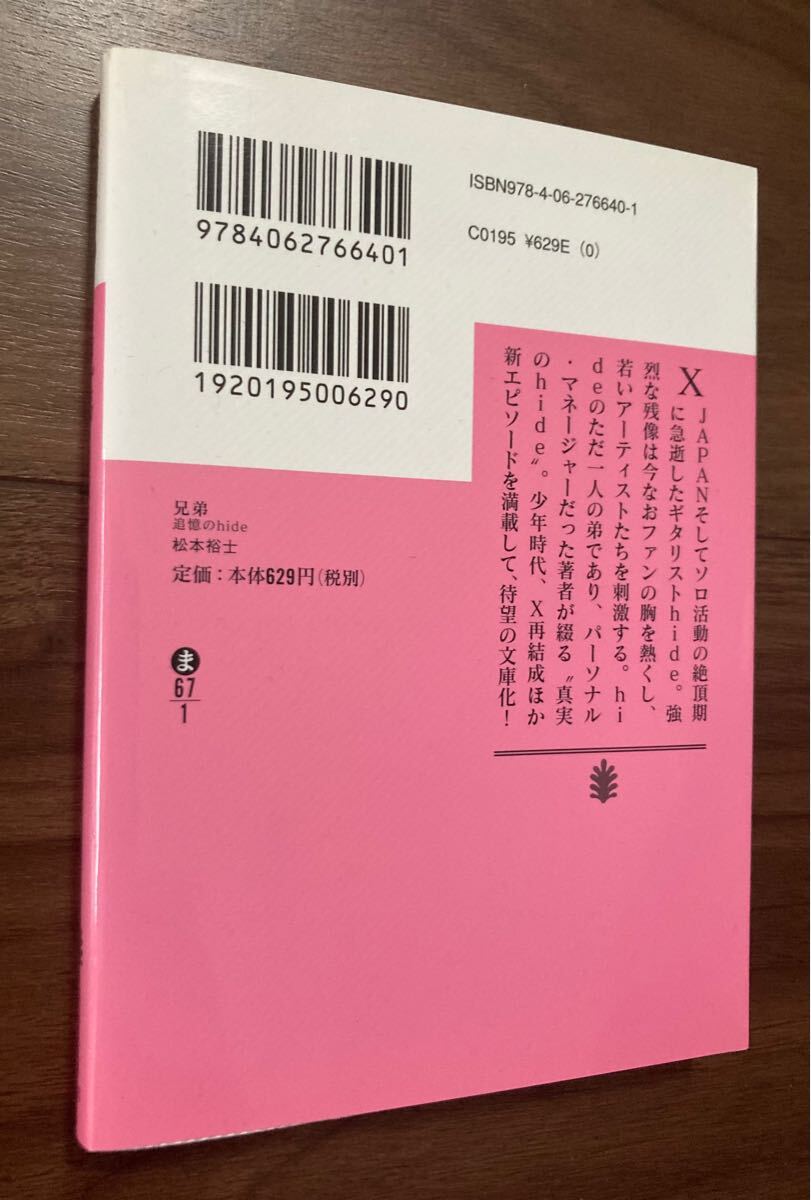 9784062766401
ISBN978-4-06-276640-1
C0195 ¥629E (0)
1920195006290
X JAPANそしてソロ活動の絶頂期
に急逝したギタリストhide。強
烈な残像は今なおファンの胸を熱くし、
若いアーティストたちを刺激する。hi
deのただ一人の弟であり、パーソナル
・マネージャーだった著者が綴る〝真実
のhide〟。少年時代、X再結成ほか
新エピソードを満載して、待望の文庫化!
兄弟
追憶のhide
松本裕士
定価:本体629円(税別)
ま
67
1